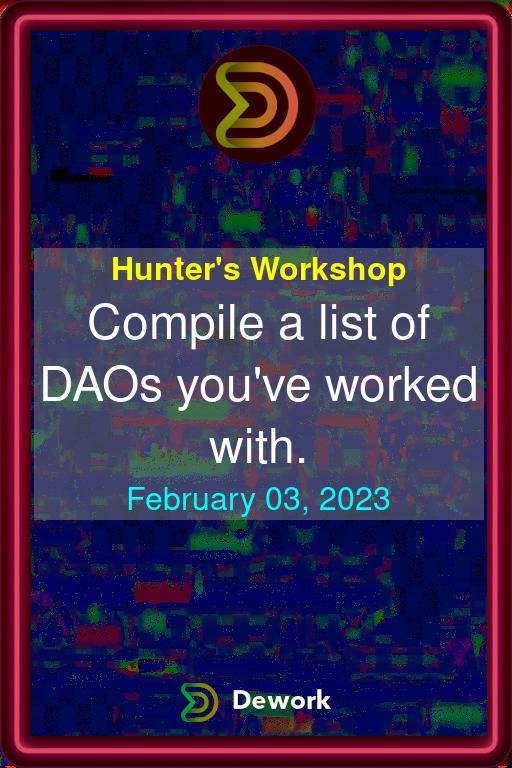 Hunter's Workshop
Compile a list of
DAOs you've worked
with.
February 03, 2023
Dework